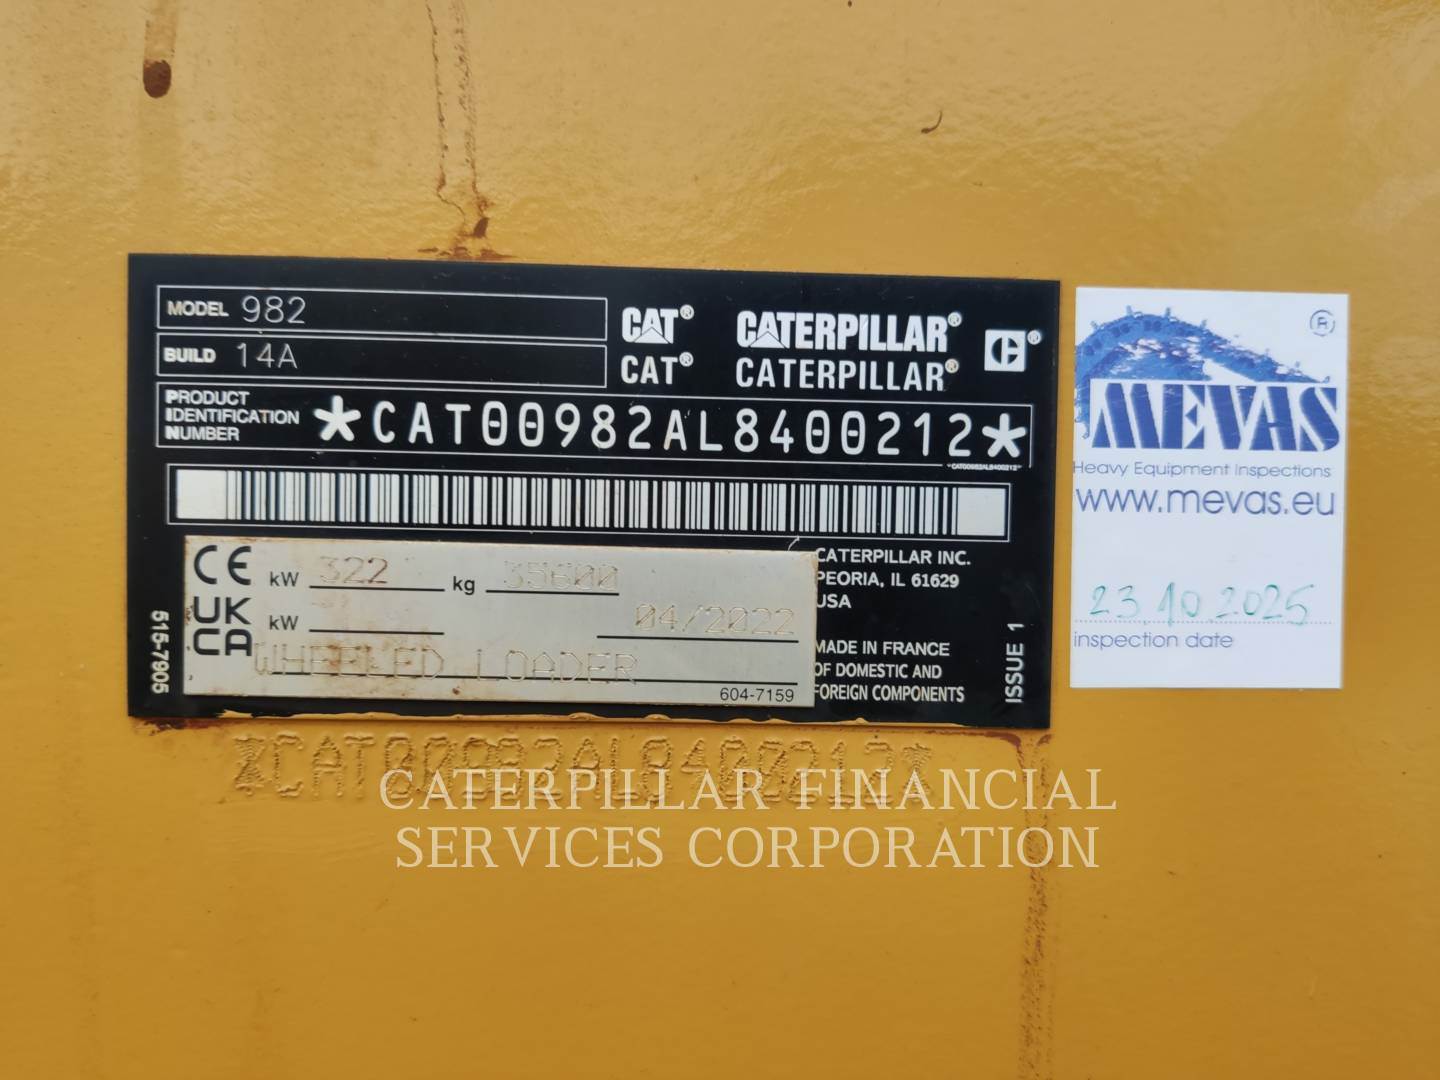 MODEL 982
BUILD 14A
PRODUCT
IDENTIFICATION
NUMBER
*CAT00982AL8400212*
*CAT00982AL8400212*
CAT® CATERPILLAR® ®
CAT® CATERPILLAR®
CE kW 322 kg 35600
UK
CA kW 04/2022
WHEELED LOADER
604-7159
515-7905
CATERPILLAR INC.
PEORIA, IL 61629
USA
MADE IN FRANCE
OF DOMESTIC AND
FOREIGN COMPONENTS
ISSUE 1
®
MEVAS
Heavy Equipment Inspections
www.mevas.eu
23.10.2025
inspection date
*CAT00982AL8400212*
CATERPILLAR FINANCIAL
SERVICES CORPORATION